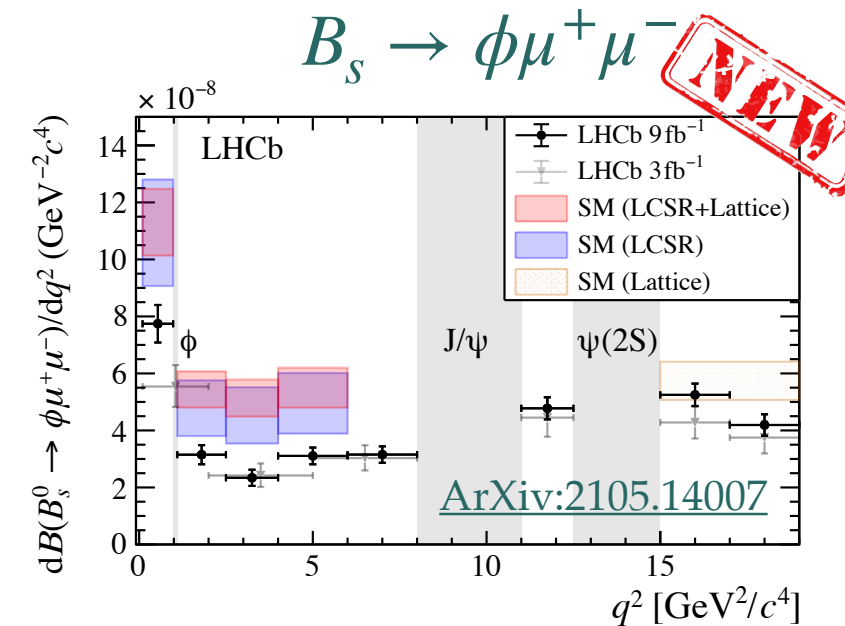 B_s → ϕμ⁺μ⁻
NEW
× 10⁻⁸
dB(B_s^0 → ϕμ⁺μ⁻)/dq² (GeV⁻²c⁴)
14
12
10
8
6
4
2
0
LHCb
LHCb 9 fb⁻¹
LHCb 3 fb⁻¹
SM (LCSR+Lattice)
SM (LCSR)
SM (Lattice)
ϕ
J/ψ
ψ(2S)
ArXiv:2105.14007
0 5 10 15
q² [GeV²/c⁴]